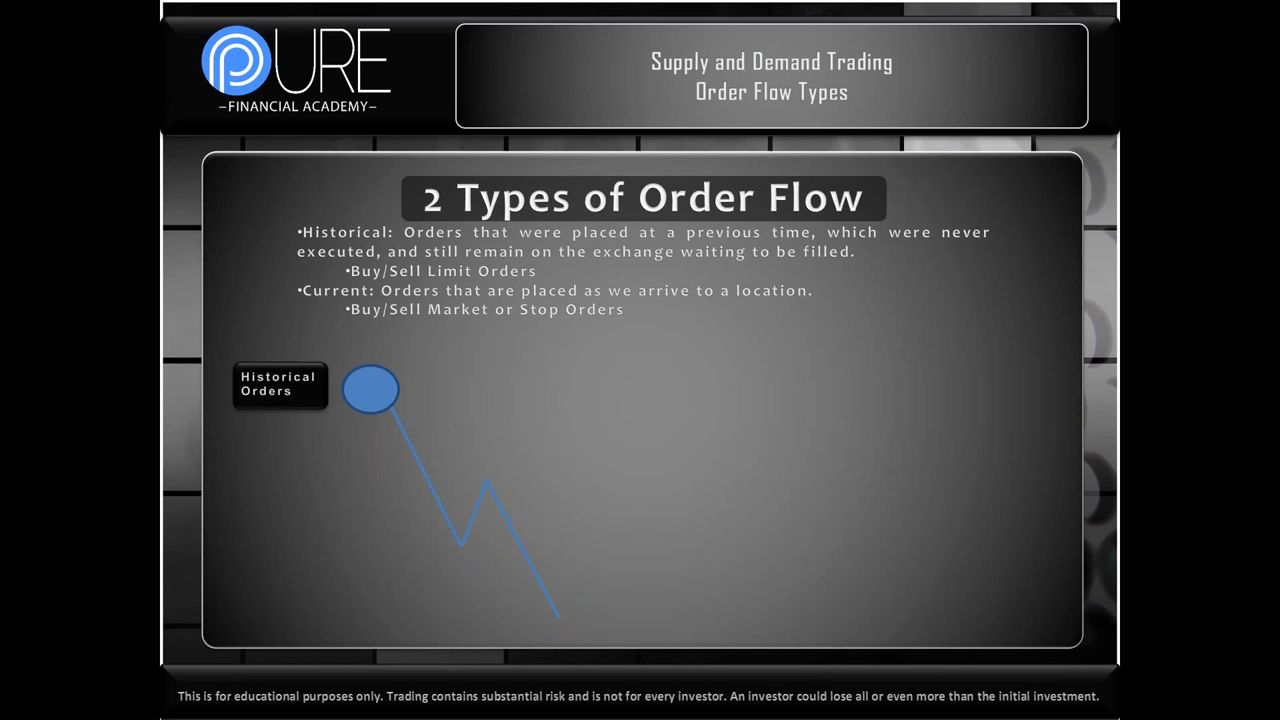 PURE
–FINANCIAL ACADEMY–
Supply and Demand Trading
Order Flow Types
2 Types of Order Flow
•Historical: Orders that were placed at a previous time, which were never
executed, and still remain on the exchange waiting to be filled.
•Buy/Sell Limit Orders
•Current: Orders that are placed as we arrive to a location.
•Buy/Sell Market or Stop Orders
Historical
Orders
This is for educational purposes only. Trading contains substantial risk and is not for every investor. An investor could lose all or even more than the initial investment.